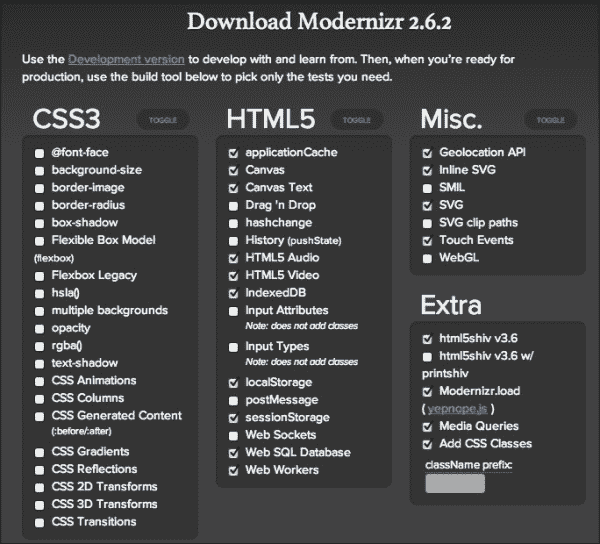 Download Modernizr 2.6.2
Use the Development version to develop with and learn from. Then, when you're ready for
production, use the build tool below to pick only the tests you need.
CSS3
TOGGLE
@font-face
background-size
border-image
border-radius
box-shadow
Flexible Box Model
(flexbox)
Flexbox Legacy
hsla()
multiple backgrounds
opacity
rgba()
text-shadow
CSS Animations
CSS Columns
CSS Generated Content
(:before/:after)
CSS Gradients
CSS Reflections
CSS 2D Transforms
CSS 3D Transforms
CSS Transitions
HTML5
TOGGLE
applicationCache
Canvas
Canvas Text
Drag 'n Drop
hashchange
History (pushState)
HTML5 Audio
HTML5 Video
IndexedDB
Input Attributes
Note: does not add classes
Input Types
Note: does not add classes
localStorage
postMessage
sessionStorage
Web Sockets
Web SQL Database
Web Workers
Misc.
TOGGLE
Geolocation API
Inline SVG
SMIL
SVG
SVG clip paths
Touch Events
WebGL
Extra
html5shiv v3.6
html5shiv v3.6 w/
printshiv
Modernizr.load
( yepnope.js )
Media Queries
Add CSS Classes
className prefix: